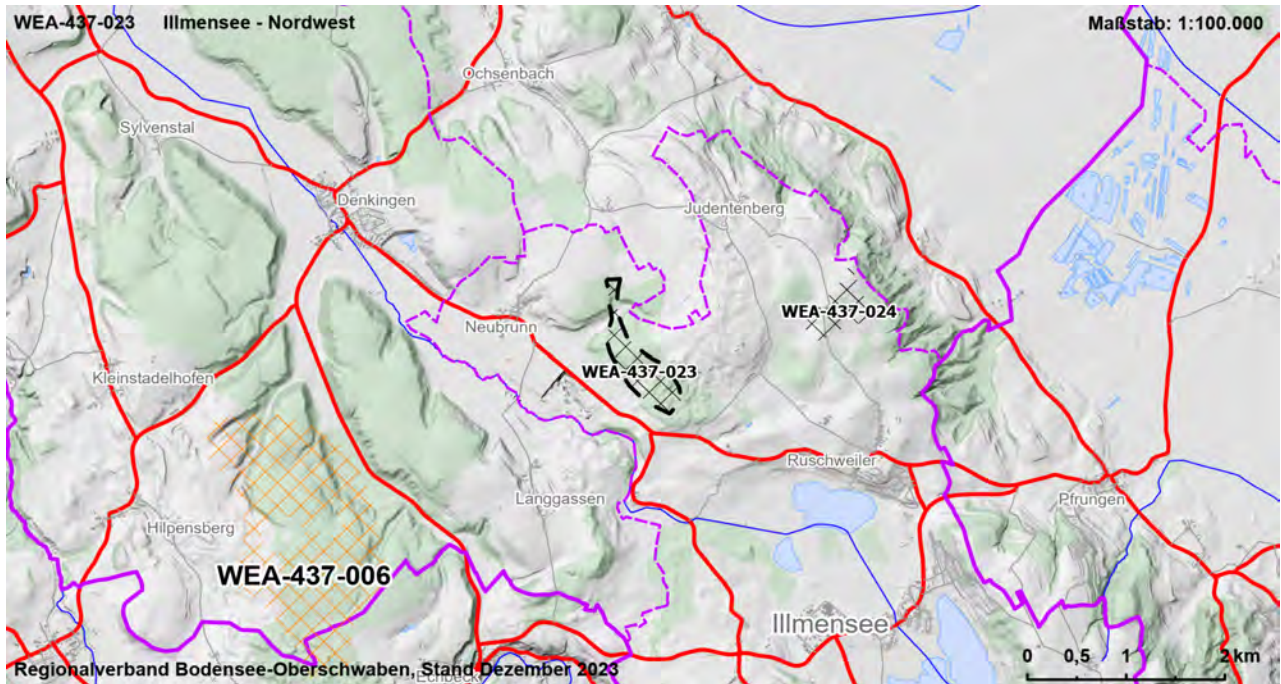 WEA-437-023 Illmensee - Nordwest
Maßstab: 1:100.000
Ochsenbach
Sylvenstal
Denkingen
Judentenberg
WEA-437-024
Neubrunn
WEA-437-023
Kleinstadelhofen
Ruschweiler
Langgassen
Pfrungen
Hilpensberg
WEA-437-006
Illmensee
0 0,5 1 2 km
Regionalverband Bodensee-Oberschwaben, Stand Dezember 2023
Echbeck